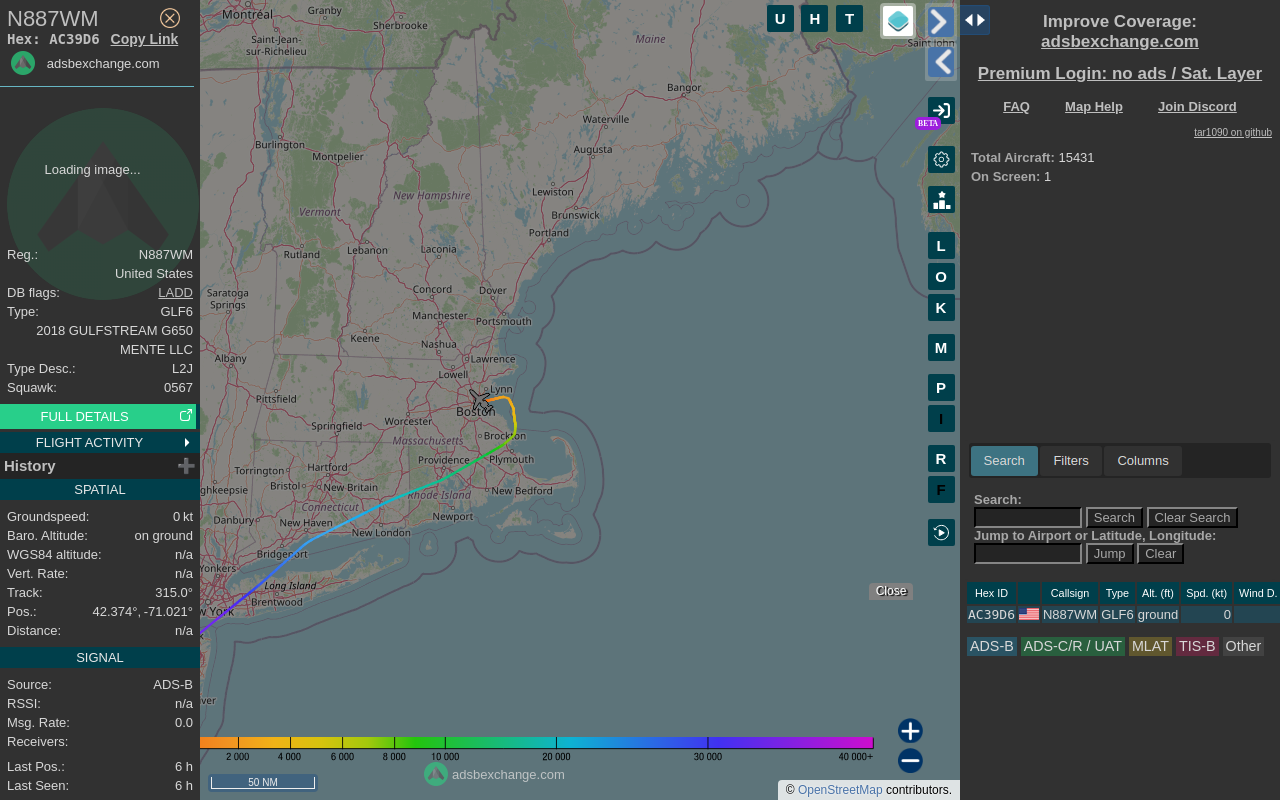 N887WM
Hex: AC39D6 Copy Link
adsbexchange.com
Loading image...
Reg.: N887WM
United States
DB flags: LADD
Type: GLF6
2018 GULFSTREAM G650
MENTE LLC
Type Desc.: L2J
Squawk: 0567
FULL DETAILS
FLIGHT ACTIVITY
History
SPATIAL
Groundspeed: 0 kt
Baro. Altitude: on ground
WGS84 altitude: n/a
Vert. Rate: n/a
Track: 315.0°
Pos.: 42.374°, -71.021°
Distance: n/a
SIGNAL
Source: ADS-B
RSSI: n/a
Msg. Rate: 0.0
Receivers:
Last Pos.: 6 h
Last Seen: 6 h
Montréal
Granby
Sherbrooke
Saint-Jean-
sur-Richelieu
Maine
Saint John
Bangor
Waterville
Augusta
Burlington
Montpelier
New Hampshire
Lewiston
Brunswick
Vermont
Portland
Rutland
Lebanon
Laconia
Saratoga
Springs
Concord
Dover
Manchester
Portsmouth
Keene
Nashua
Albany
Lawrence
Lowell
Lynn
Pittsfield
Boston
Worcester
Springfield
Massachusetts
Brockton
Providence
Plymouth
Torrington
Hartford
Bristol
New Britain
Rhode Island
New Bedford
ghkeepsie
Connecticut
Danbury
New Haven
Newport
New London
Bridgeport
Yonkers
Long Island
Brentwood
w York
iver
U H T
BETA
L
O
K
M
P
I
R
F
Close
2 000 4 000 6 000 8 000 10 000 20 000 30 000 40 000+
50 NM
adsbexchange.com
© OpenStreetMap contributors.
Improve Coverage:
adsbexchange.com
Premium Login: no ads / Sat. Layer
FAQ Map Help Join Discord
tar1090 on github
Total Aircraft: 15431
On Screen: 1
Search Filters Columns
Search:
Search Clear Search
Jump to Airport or Latitude, Longitude:
Jump Clear
Hex ID Callsign Type Alt. (ft) Spd. (kt) Wind D.
AC39D6 N887WM GLF6 ground 0
ADS-B ADS-C/R / UAT MLAT TIS-B Other